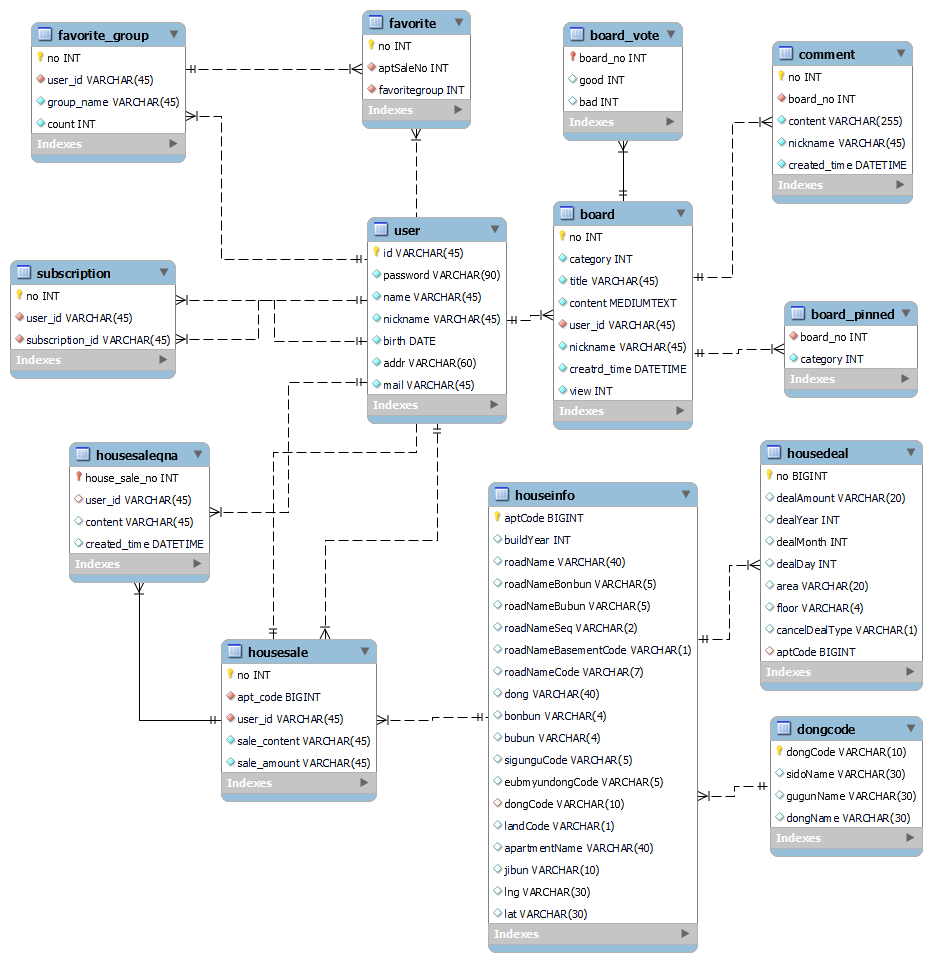 favorite_group
no INT
user_id VARCHAR(45)
group_name VARCHAR(45)
count INT
Indexes
favorite
no INT
aptSaleNo INT
favoritegroup INT
Indexes
board_vote
board_no INT
good INT
bad INT
Indexes
comment
no INT
board_no INT
content VARCHAR(255)
nickname VARCHAR(45)
created_time DATETIME
Indexes
subscription
no INT
user_id VARCHAR(45)
subscription_id VARCHAR(45)
Indexes
user
id VARCHAR(45)
password VARCHAR(90)
name VARCHAR(45)
nickname VARCHAR(45)
birth DATE
addr VARCHAR(60)
mail VARCHAR(45)
Indexes
board
no INT
category INT
title VARCHAR(45)
content MEDIUMTEXT
user_id VARCHAR(45)
nickname VARCHAR(45)
creatrd_time DATETIME
view INT
Indexes
board_pinned
board_no INT
category INT
Indexes
housesaleqna
house_sale_no INT
user_id VARCHAR(45)
content VARCHAR(45)
created_time DATETIME
Indexes
housesale
no INT
apt_code BIGINT
user_id VARCHAR(45)
sale_content VARCHAR(45)
sale_amount VARCHAR(45)
Indexes
houseinfo
aptCode BIGINT
buildYear INT
roadName VARCHAR(40)
roadNameBonbun VARCHAR(5)
roadNameBubun VARCHAR(5)
roadNameSeq VARCHAR(2)
roadNameBasementCode VARCHAR(1)
roadNameCode VARCHAR(7)
dong VARCHAR(40)
bonbun VARCHAR(4)
bubun VARCHAR(4)
sigunguCode VARCHAR(5)
eubmyundongCode VARCHAR(5)
dongCode VARCHAR(10)
landCode VARCHAR(1)
apartmentName VARCHAR(40)
jibun VARCHAR(10)
lng VARCHAR(30)
lat VARCHAR(30)
Indexes
housedeal
no BIGINT
dealAmount VARCHAR(20)
dealYear INT
dealMonth INT
dealDay INT
area VARCHAR(20)
floor VARCHAR(4)
cancelDealType VARCHAR(1)
aptCode BIGINT
Indexes
dongcode
dongCode VARCHAR(10)
sidoName VARCHAR(30)
gugunName VARCHAR(30)
dongName VARCHAR(30)
Indexes